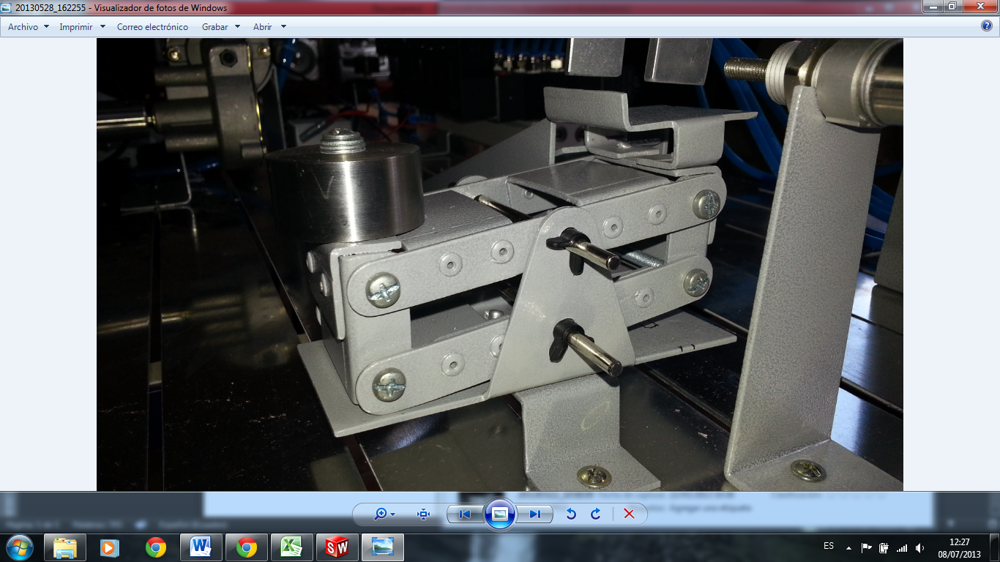 20130528_162255 - Visualizador de fotos de Windows
Archivo Imprimir Correo electrónico Grabar Abrir
ES
12:27
08/07/2013